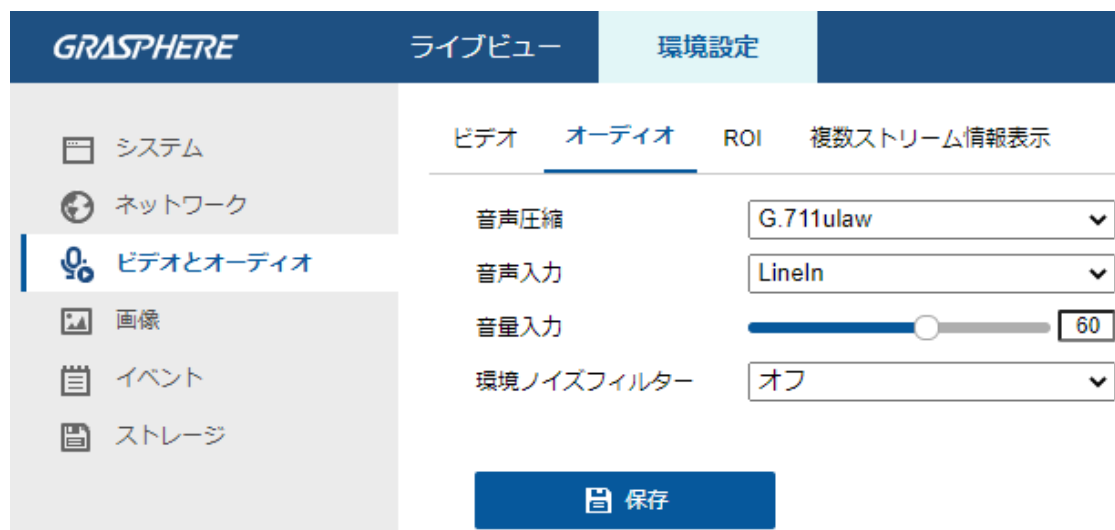 GRASPHERE ライブビュー 環境設定
システム
ネットワーク
ビデオとオーディオ
画像
イベント
ストレージ
ビデオ オーディオ ROI 複数ストリーム情報表示
音声圧縮 G.711ulaw
音声入力 LineIn
音量入力 60
環境ノイズフィルター オフ
保存